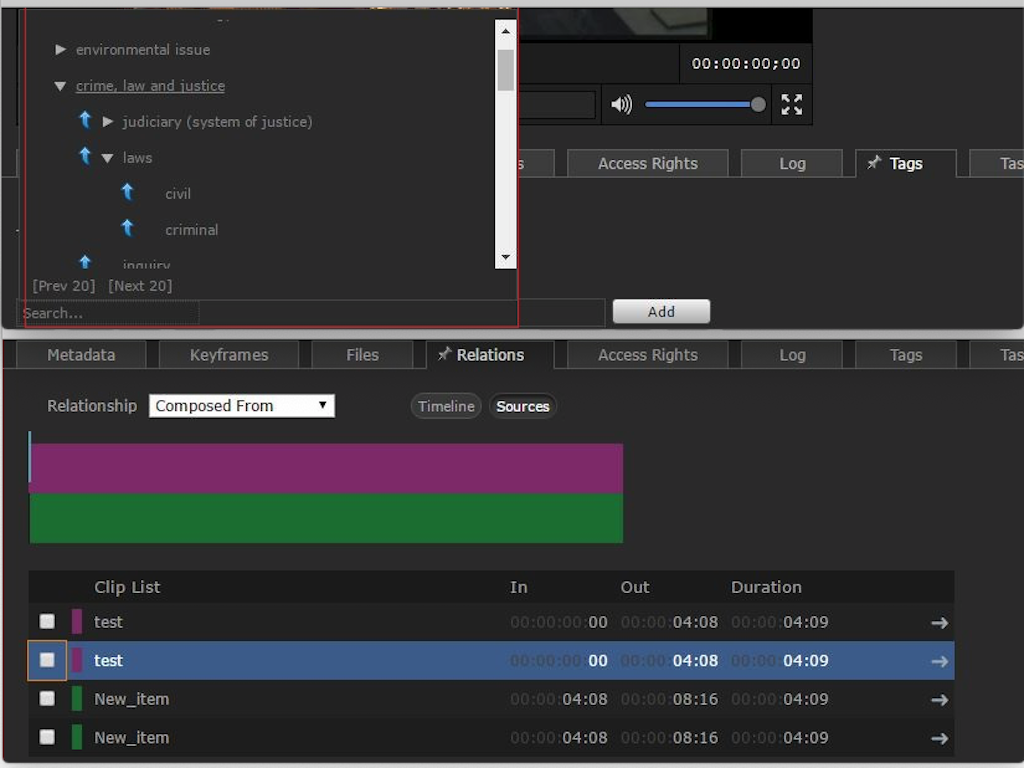 environmental issue
00:00:00;00
crime, law and justice
judiciary (system of justice)
laws
s
Access Rights
Log
Tags
Tas
civil
criminal
inquiry
[Prev 20] [Next 20]
Search...
Add
Metadata
Keyframes
Files
Relations
Access Rights
Log
Tags
Tas
Relationship
Composed From
Timeline
Sources
Clip List In Out Duration
test 00:00:00:00 00:00:04:08 00:00:04:09
test 00:00:00:00 00:00:04:08 00:00:04:09
New_item 00:00:04:08 00:00:08:16 00:00:04:09
New_item 00:00:04:08 00:00:08:16 00:00:04:09